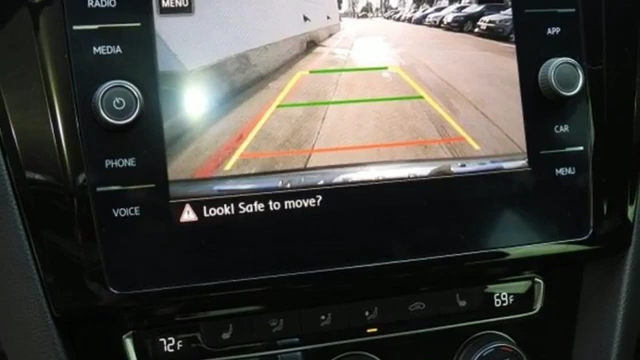 RADIO
MENU
MEDIA
APP
PHONE
CAR
VOICE
MENU
Look! Safe to move?
72F
69F